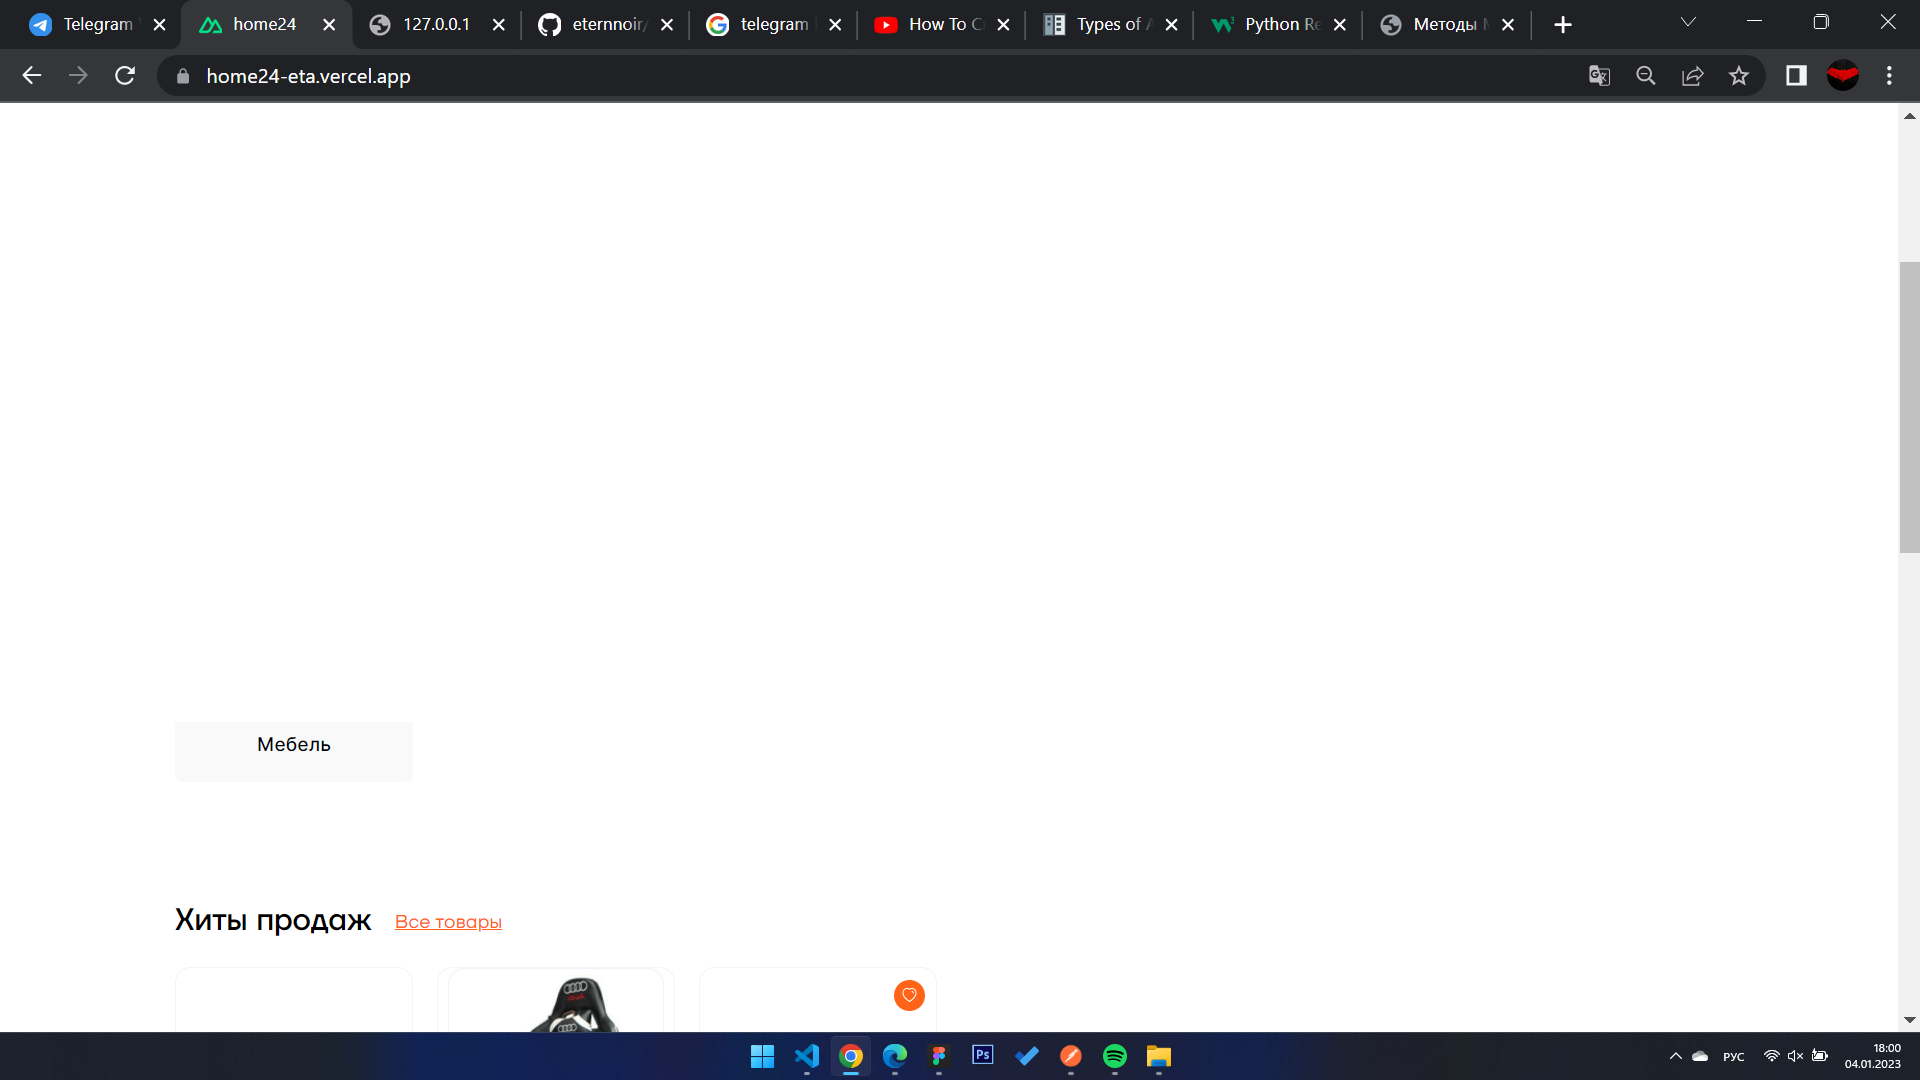 Telegram
home24
127.0.0.1
eternnoir/
telegram
How To C
Types of A
Python Re
Методы
home24-eta.vercel.app
Мебель
Хиты продаж
Все товары
Ps
РУС
18:00
04.01.2023